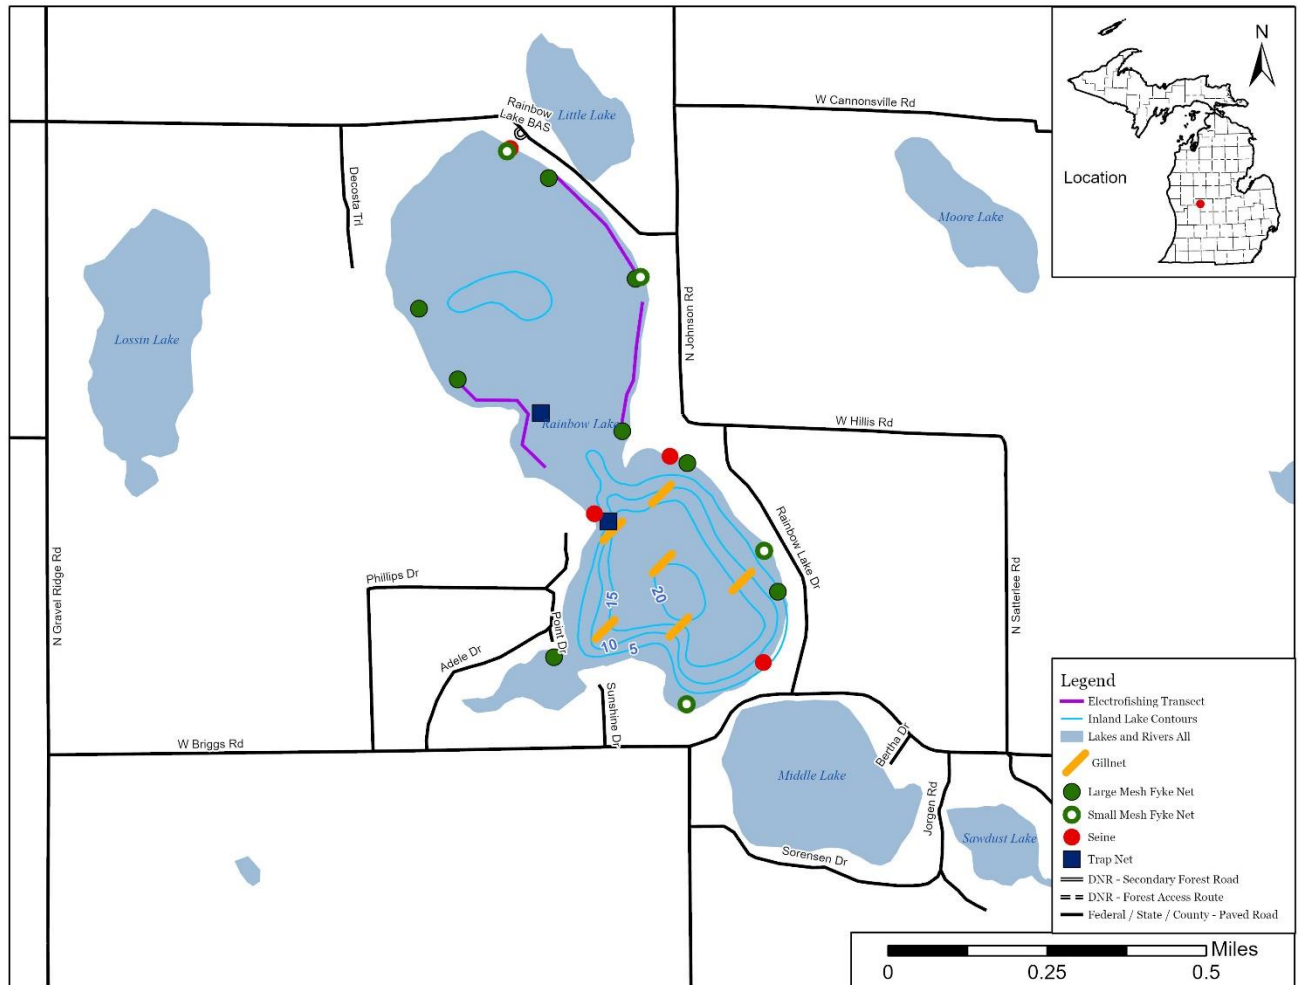 N
W Cannonsville Rd
Rainbow
Lake BAS
Little Lake
Location
Decosta Trl
Moore Lake
Lossin Lake
N Johnson Rd
Rainbow Lake
W Hillis Rd
Rainbow Lake Dr
N Gravel Ridge Rd
Phillips Dr
15
20
N Satterlee Rd
Point Dr
10
5
Adele Dr
Sunshine Dr
W Briggs Rd
Bertha Dr
Middle Lake
Jorgen Rd
Sawdust Lake
Sorensen Dr
Legend
Electrofishing Transect
Inland Lake Contours
Lakes and Rivers All
Gillnet
Large Mesh Fyke Net
Small Mesh Fyke Net
Seine
Trap Net
DNR - Secondary Forest Road
DNR - Forest Access Route
Federal / State / County - Paved Road
Miles
0 0.25 0.5